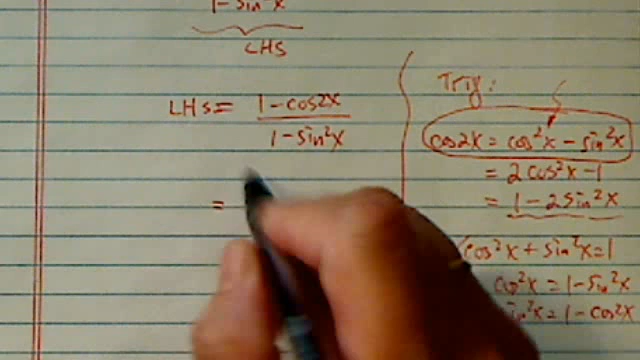 1 - sin²x
LHS
LHS = 1 - cos2x
1 - sin²x
=
Trig:
cos2x = cos²x - sin²x
= 2cos²x - 1
= 1 - 2sin²x
cos²x + sin²x = 1
cos²x = 1 - sin²x
sin²x = 1 - cos²x